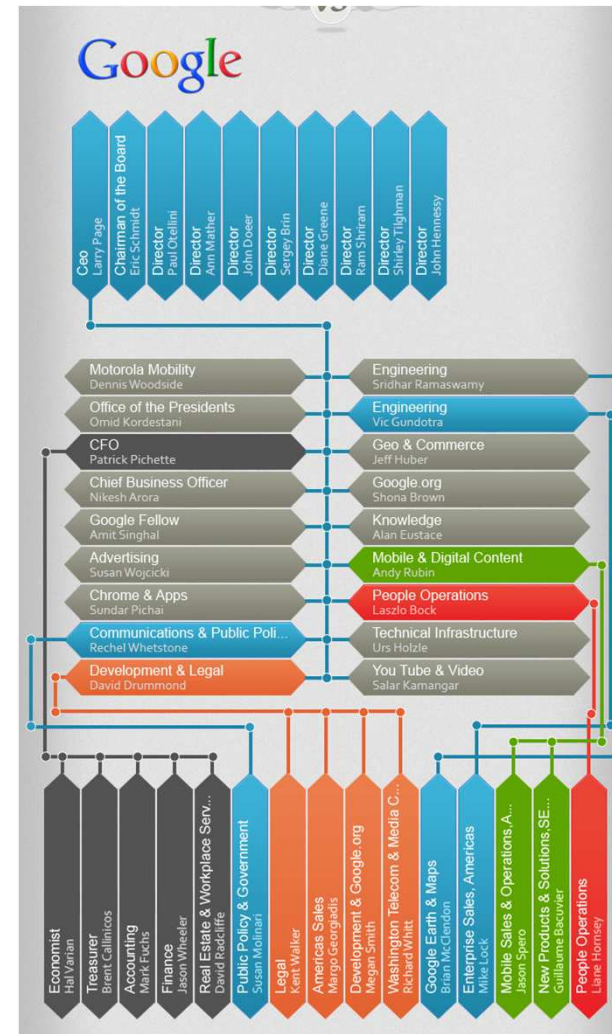 vs
Google
Ceo
Larry Page
Chairman of the Board
Eric Schmidt
Director
Paul Otellini
Director
Ann Mather
Director
John Doeer
Director
Sergey Brin
Director
Diane Greene
Director
Ram Shriram
Director
Shirley Tilghman
Director
John Hennessy
Motorola Mobility
Dennis Woodside
Engineering
Sridhar Ramaswamy
Office of the Presidents
Omid Kordestani
Engineering
Vic Gundotra
CFO
Patrick Pichette
Geo & Commerce
Jeff Huber
Chief Business Officer
Nikesh Arora
Google.org
Shona Brown
Google Fellow
Amit Singhal
Knowledge
Alan Eustace
Advertising
Susan Wojcicki
Mobile & Digital Content
Andy Rubin
Chrome & Apps
Sundar Pichai
People Operations
Laszlo Bock
Communications & Public Poli...
Rechel Whetstone
Technical Infrastructure
Urs Holzle
Development & Legal
David Drummond
You Tube & Video
Salar Kamangar
Economist
Hal Varian
Treasurer
Brent Callinicos
Accounting
Mark Fuchs
Finance
Jason Wheeler
Real Estate & Workplace Serv...
David Radcliffe
Public Policy & Government
Susan Molinari
Legal
Kent Walker
Americas Sales
Margo Georgiadis
Development & Google.org
Megan Smith
Washington Telecom & Media C...
Richard Whitt
Google Earth & Maps
Brian McClendon
Enterprise Sales, Americas
Mike Lock
Mobile Sales & Operations,A...
Jason Spero
New Products & Solutions,SE...
Guillaume Bacuvier
People Operations
Liane Hornsey